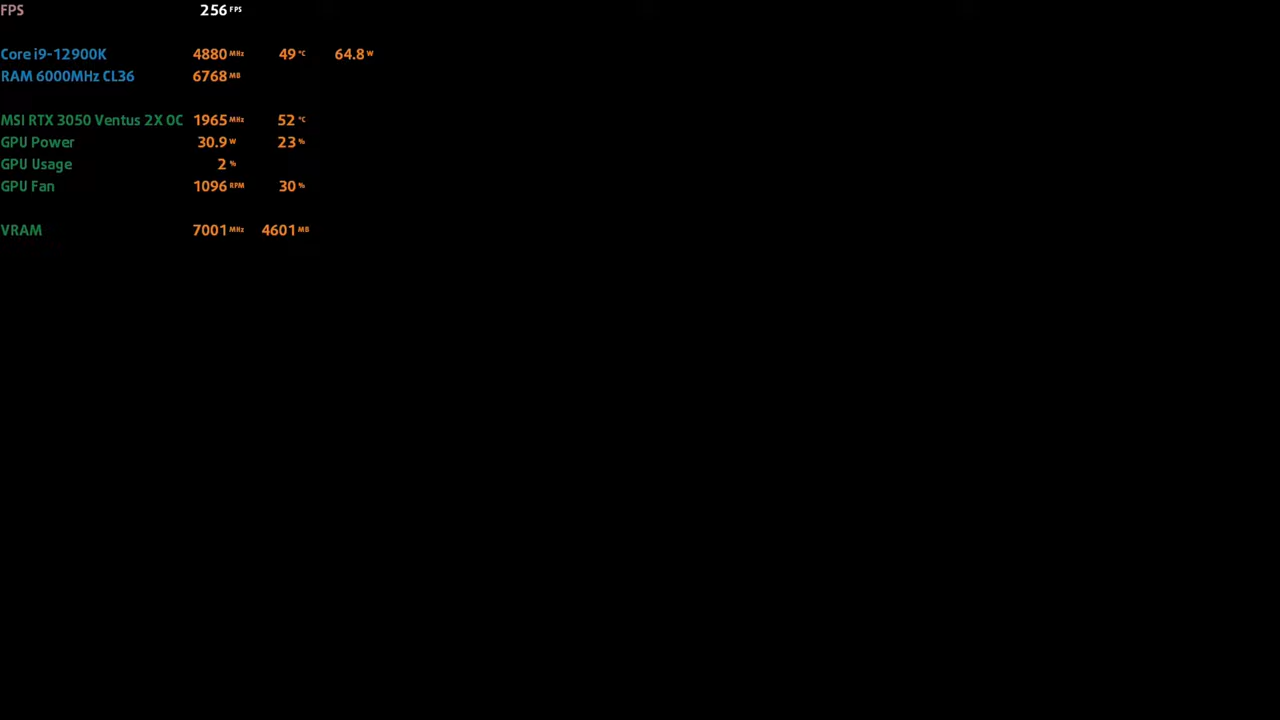 FPS 256 FPS
Core i9-12900K 4880 MHz 49 °C 64.8 W
RAM 6000MHz CL36 6768 MB
MSI RTX 3050 Ventus 2X OC 1965 MHz 52 °C
GPU Power 30.9 W 23 %
GPU Usage 2 %
GPU Fan 1096 RPM 30 %
VRAM 7001 MHz 4601 MB